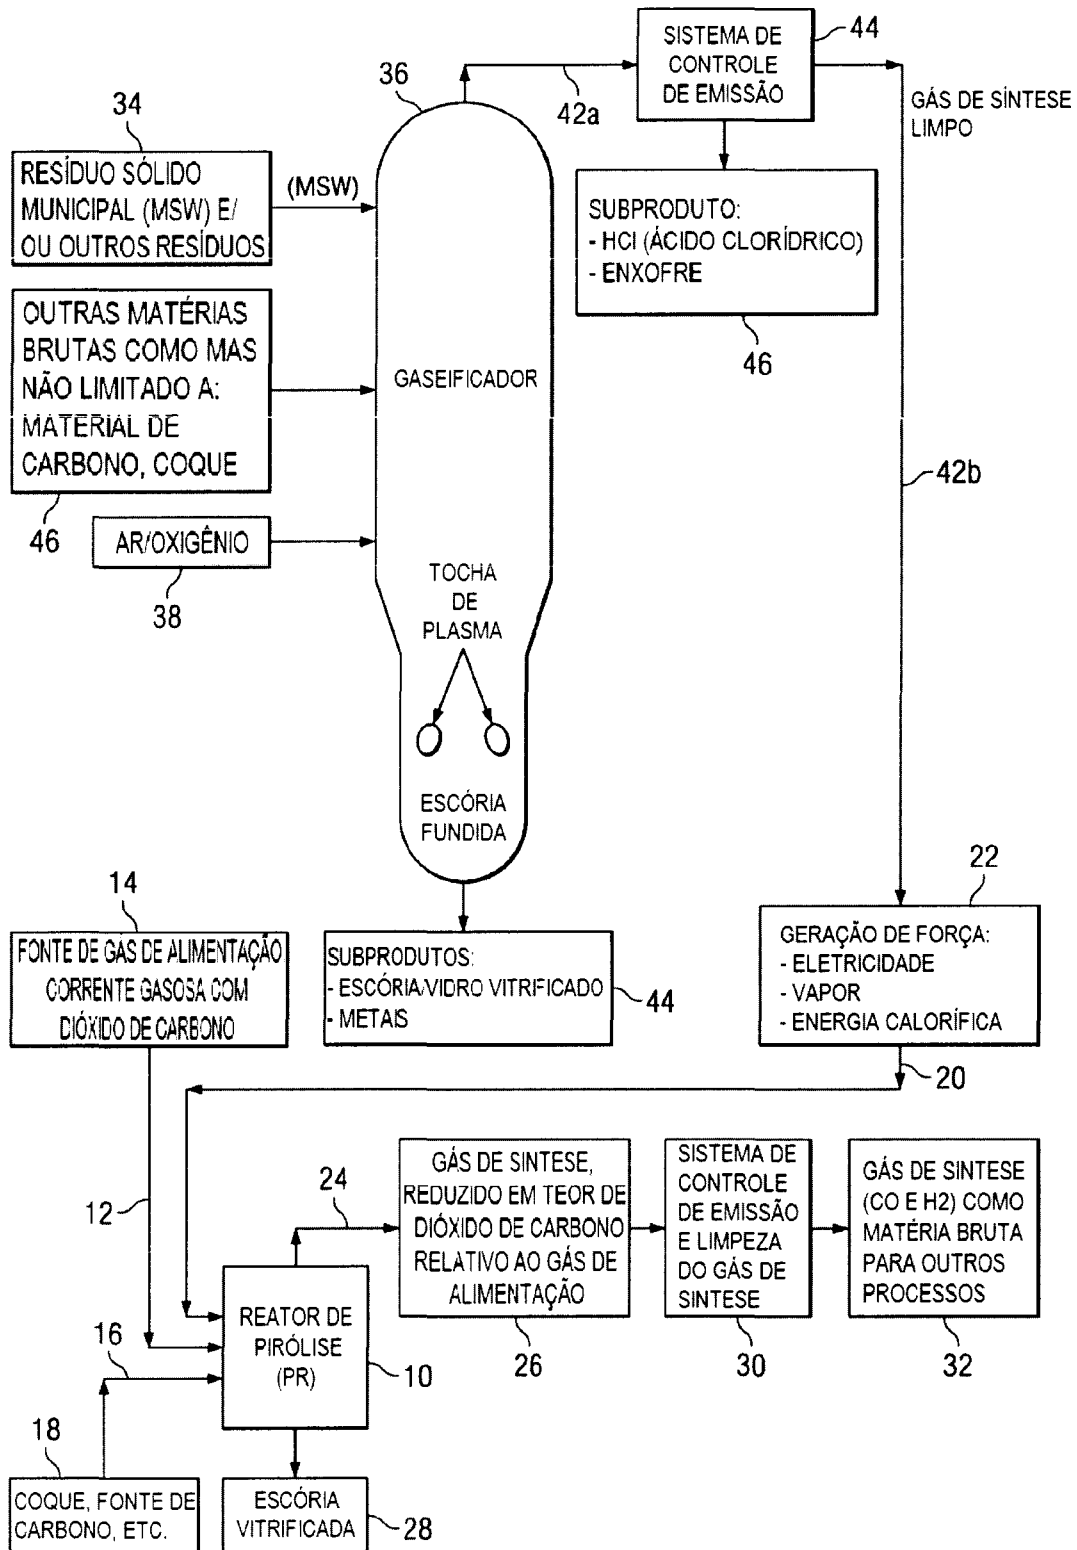 SISTEMA DE
CONTROLE
DE EMISSÃO
44
36
42a
GÁS DE SÍNTESE
LIMPO
34
RESÍDUO SÓLIDO
MUNICIPAL (MSW) E/
OU OUTROS RESÍDUOS
(MSW)
SUBPRODUTO:
- HCl (ÁCIDO CLORÍDRICO)
- ENXOFRE
46
OUTRAS MATÉRIAS
BRUTAS COMO MAS
NÃO LIMITADO A:
MATERIAL DE
CARBONO, COQUE
46
GASEIFICADOR
42b
AR/OXIGÊNIO
38
TOCHA
DE
PLASMA
ESCÓRIA
FUNDIDA
14
FONTE DE GÁS DE ALIMENTAÇÃO
CORRENTE GASOSA COM
DIÓXIDO DE CARBONO
SUBPRODUTOS:
- ESCÓRIA/VIDRO VITRIFICADO
- METAIS
44
22
GERAÇÃO DE FORÇA:
- ELETRICIDADE
- VAPOR
- ENERGIA CALORÍFICA
20
12
24
GÁS DE SINTESE,
REDUZIDO EM TEOR DE
DIÓXIDO DE CARBONO
RELATIVO AO GÁS DE
ALIMENTAÇÃO
26
SISTEMA DE
CONTROLE
DE EMISSÃO
E LIMPEZA
DO GÁS DE
SINTESE
30
GÁS DE SINTESE
(CO E H2) COMO
MATÉRIA BRUTA
PARA OUTROS
PROCESSOS
32
16
REATOR DE
PIRÓLISE
(PR)
10
18
COQUE, FONTE DE
CARBONO, ETC.
ESCÓRIA
VITRIFICADA
28